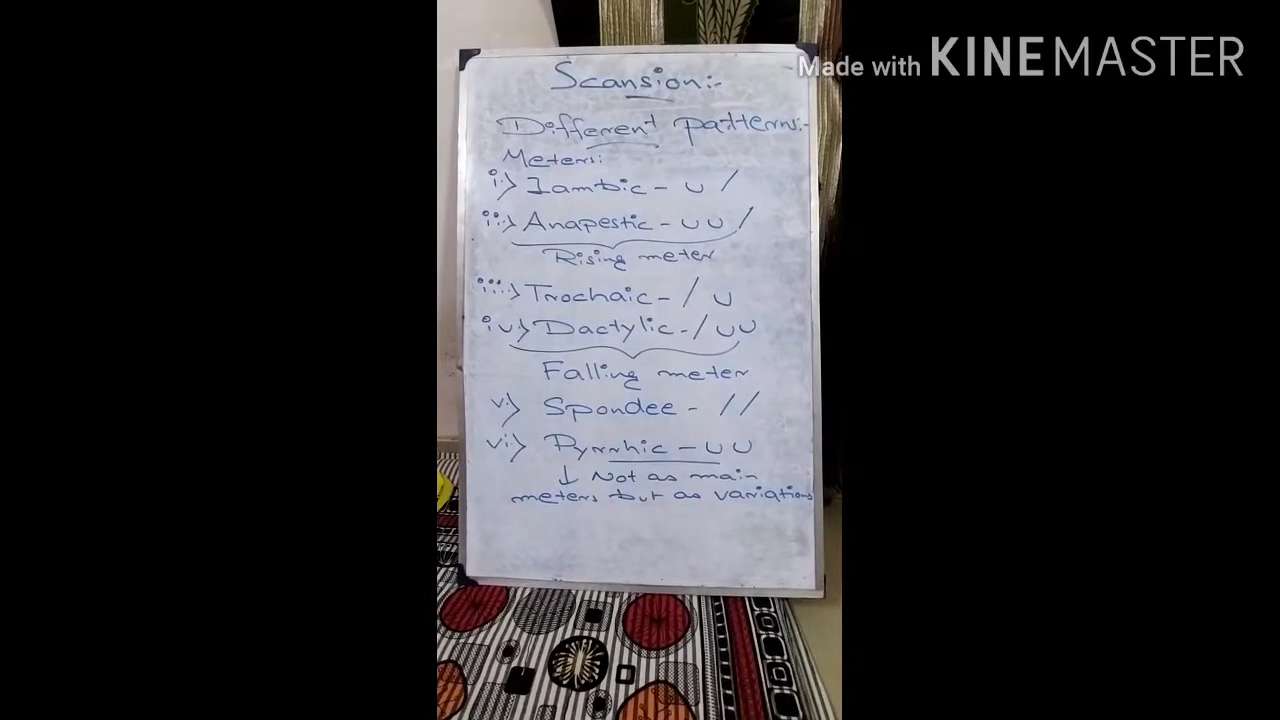 Made with KINEMASTER
Scansion:-
Different patterns:-
Meters:
i.) Iambic - ∪ /
ii.) Anapestic - ∪ ∪ /
Rising meter
iii.) Trochaic - / ∪
iv.) Dactylic - / ∪ ∪
Falling meter
v.) Spondee - / /
vi.) Pyrrhic - ∪ ∪
↓ Not as main
meters but as variations